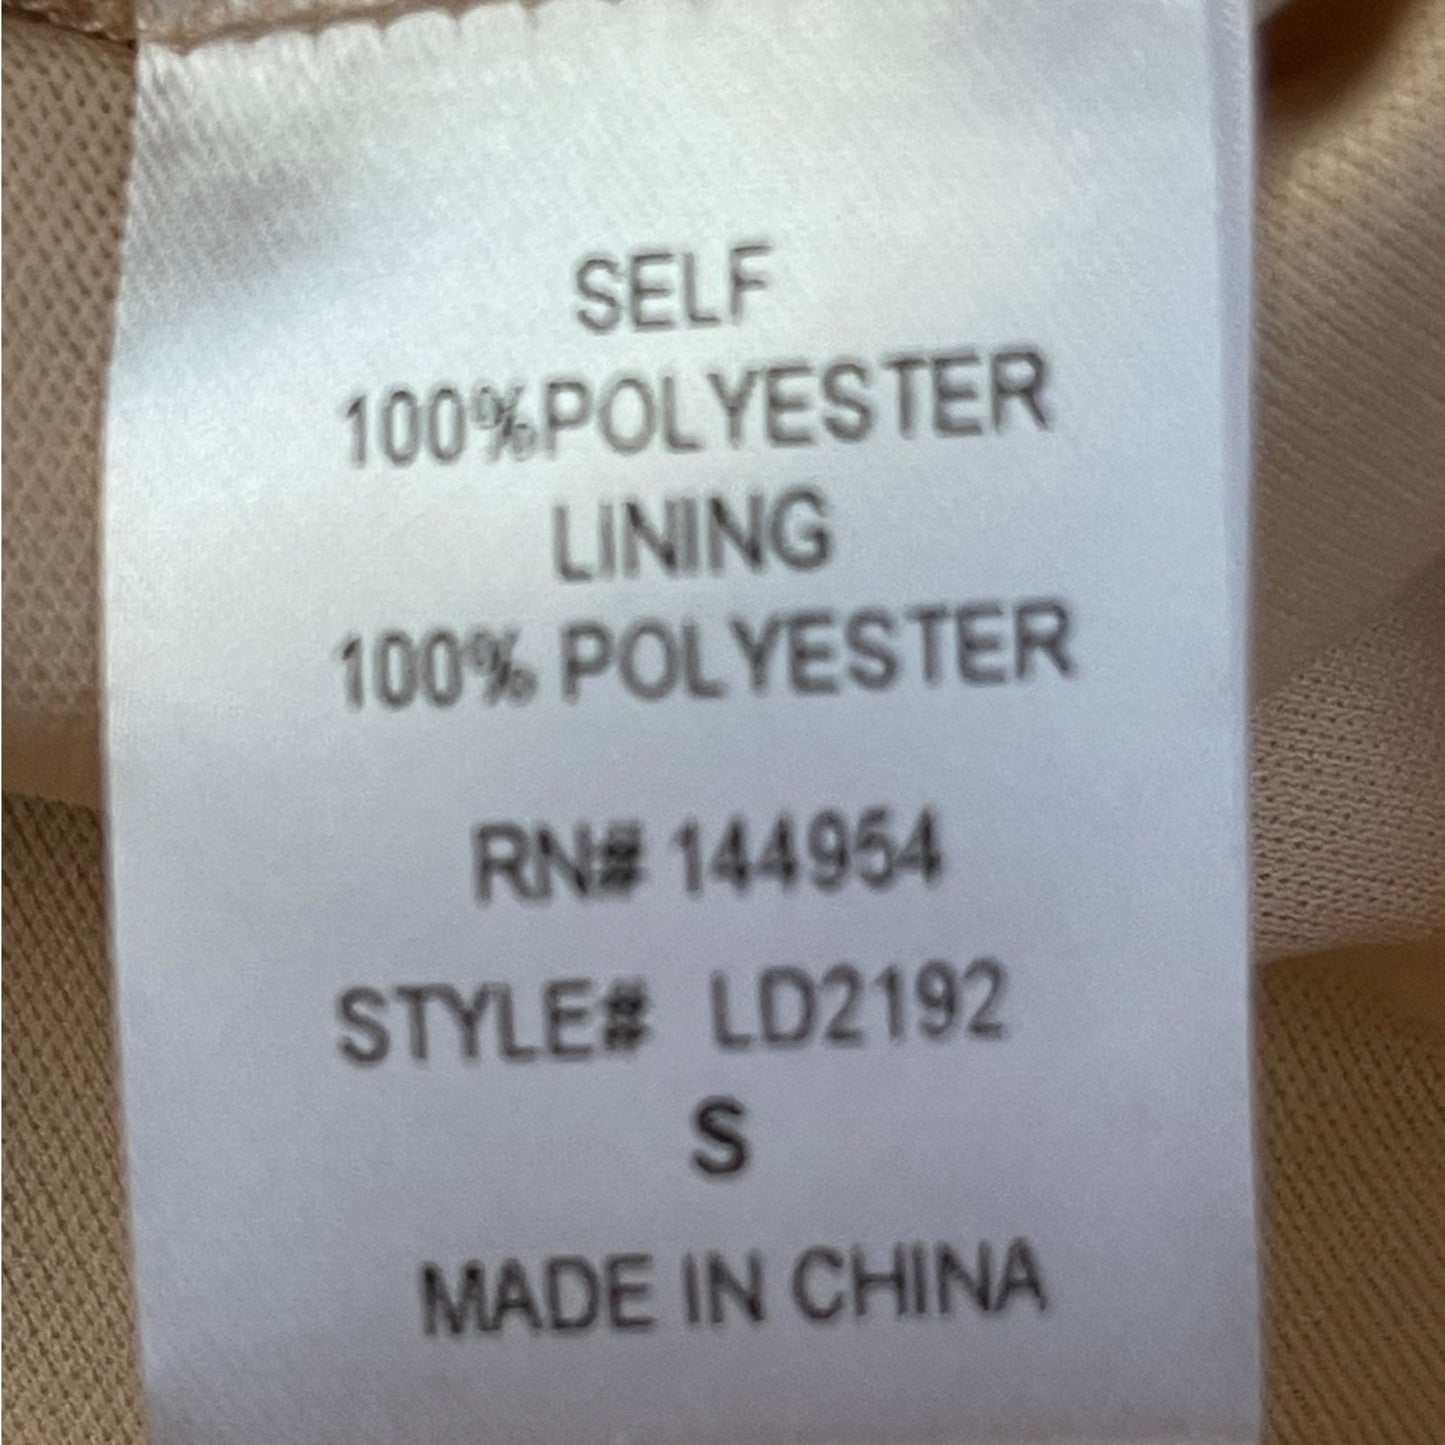 SELF
100%POLYESTER
LINING
100% POLYESTER
RN# 144954
STYLE# LD2192
S
MADE IN CHINA